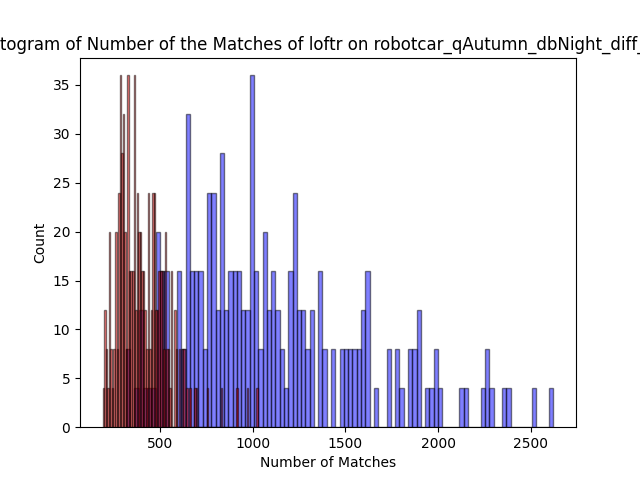 togram of Number of the Matches of loftr on robotcar_qAutumn_dbNight_diff_
35
30
25
20
15
10
5
0
Count
500 1000 1500 2000 2500
Number of Matches